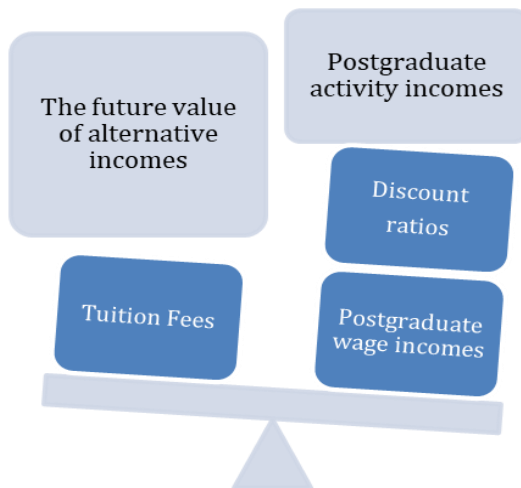 The future value
of alternative
incomes
Postgraduate
activity incomes
Discount
ratios
Tuition Fees
Postgraduate
wage incomes